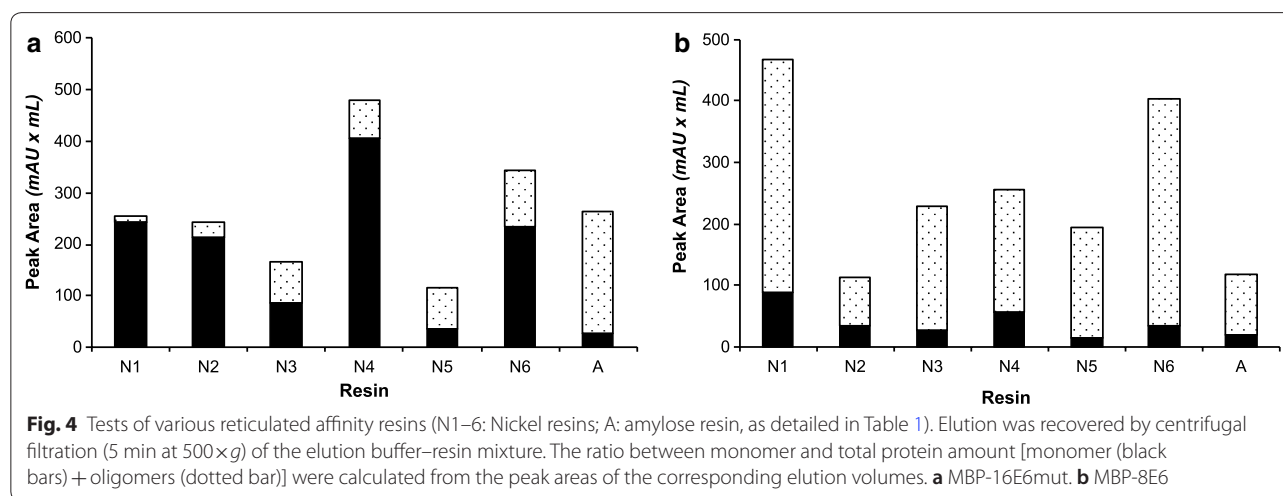 a
600
500
400
300
200
100
0
Peak Area (mAU x mL)
N1 N2 N3 N4 N5 N6 A
Resin
b
500
400
300
200
100
0
Peak Area (mAU x mL)
N1 N2 N3 N4 N5 N6 A
Resin
Fig. 4 Tests of various reticulated affinity resins (N1–6: Nickel resins; A: amylose resin, as detailed in Table 1). Elution was recovered by centrifugal
filtration (5 min at 500×g) of the elution buffer–resin mixture. The ratio between monomer and total protein amount [monomer (black
bars) + oligomers (dotted bar)] were calculated from the peak areas of the corresponding elution volumes. a MBP-16E6mut. b MBP-8E6